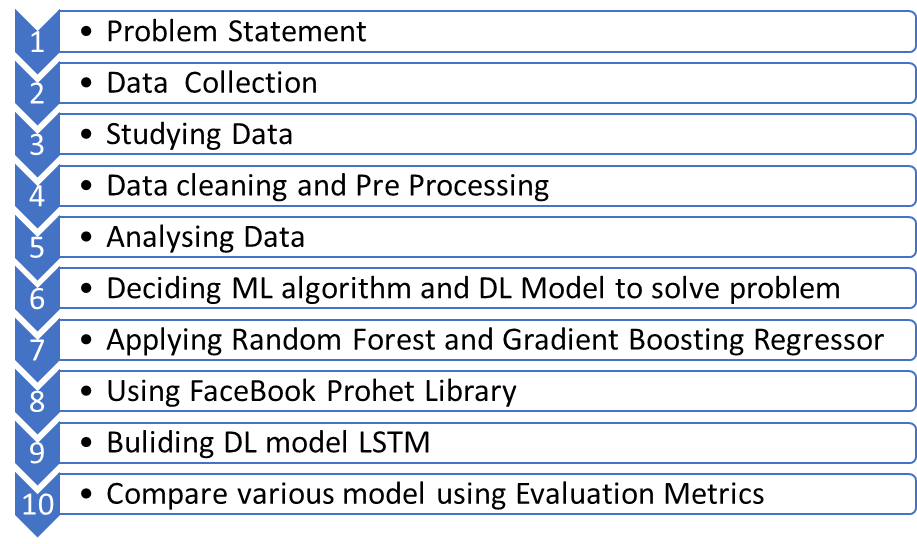 1 • Problem Statement
2 • Data Collection
3 • Studying Data
4 • Data cleaning and Pre Processing
5 • Analysing Data
6 • Deciding ML algorithm and DL Model to solve problem
7 • Applying Random Forest and Gradient Boosting Regressor
8 • Using FaceBook Prohet Library
9 • Buliding DL model LSTM
10 • Compare various model using Evaluation Metrics